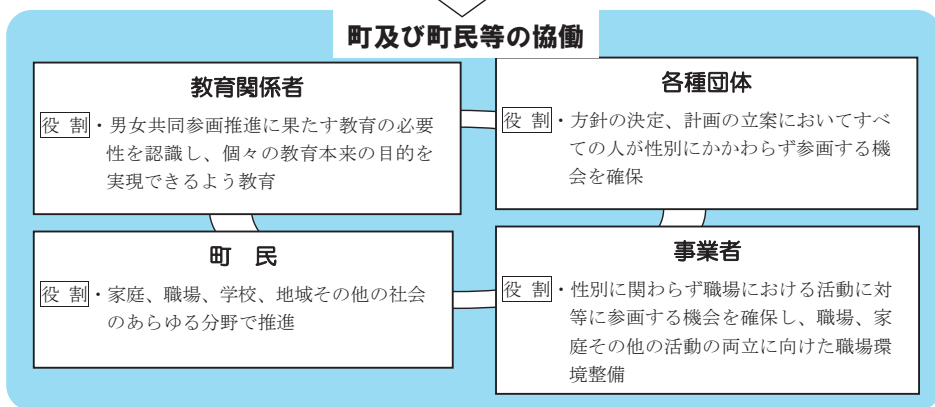 町及び町民等の協働
教育関係者
役 割・男女共同参画推進に果たす教育の必要
性を認識し、個々の教育本来の目的を
実現できるよう教育
各種団体
役 割・方針の決定、計画の立案においてすべ
ての人が性別にかかわらず参画する機
会を確保
町 民
役 割・家庭、職場、学校、地域その他の社会
のあらゆる分野で推進
事業者
役 割・性別に関わらず職場における活動に対
等に参画する機会を確保し、職場、家
庭その他の活動の両立に向けた職場環
境整備